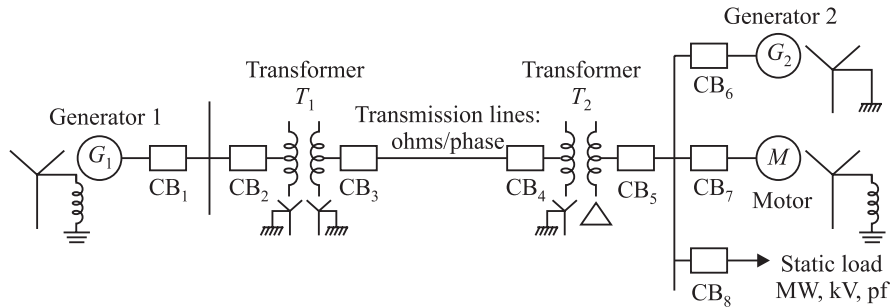 Generator 2
G₂
CB₆
Transformer
T₁
Transformer
T₂
Transmission lines:
ohms/phase
Generator 1
G₁
CB₁
CB₂
CB₃
CB₄
CB₅
M
CB₇
Motor
CB₈
Static load
MW, kV, pf